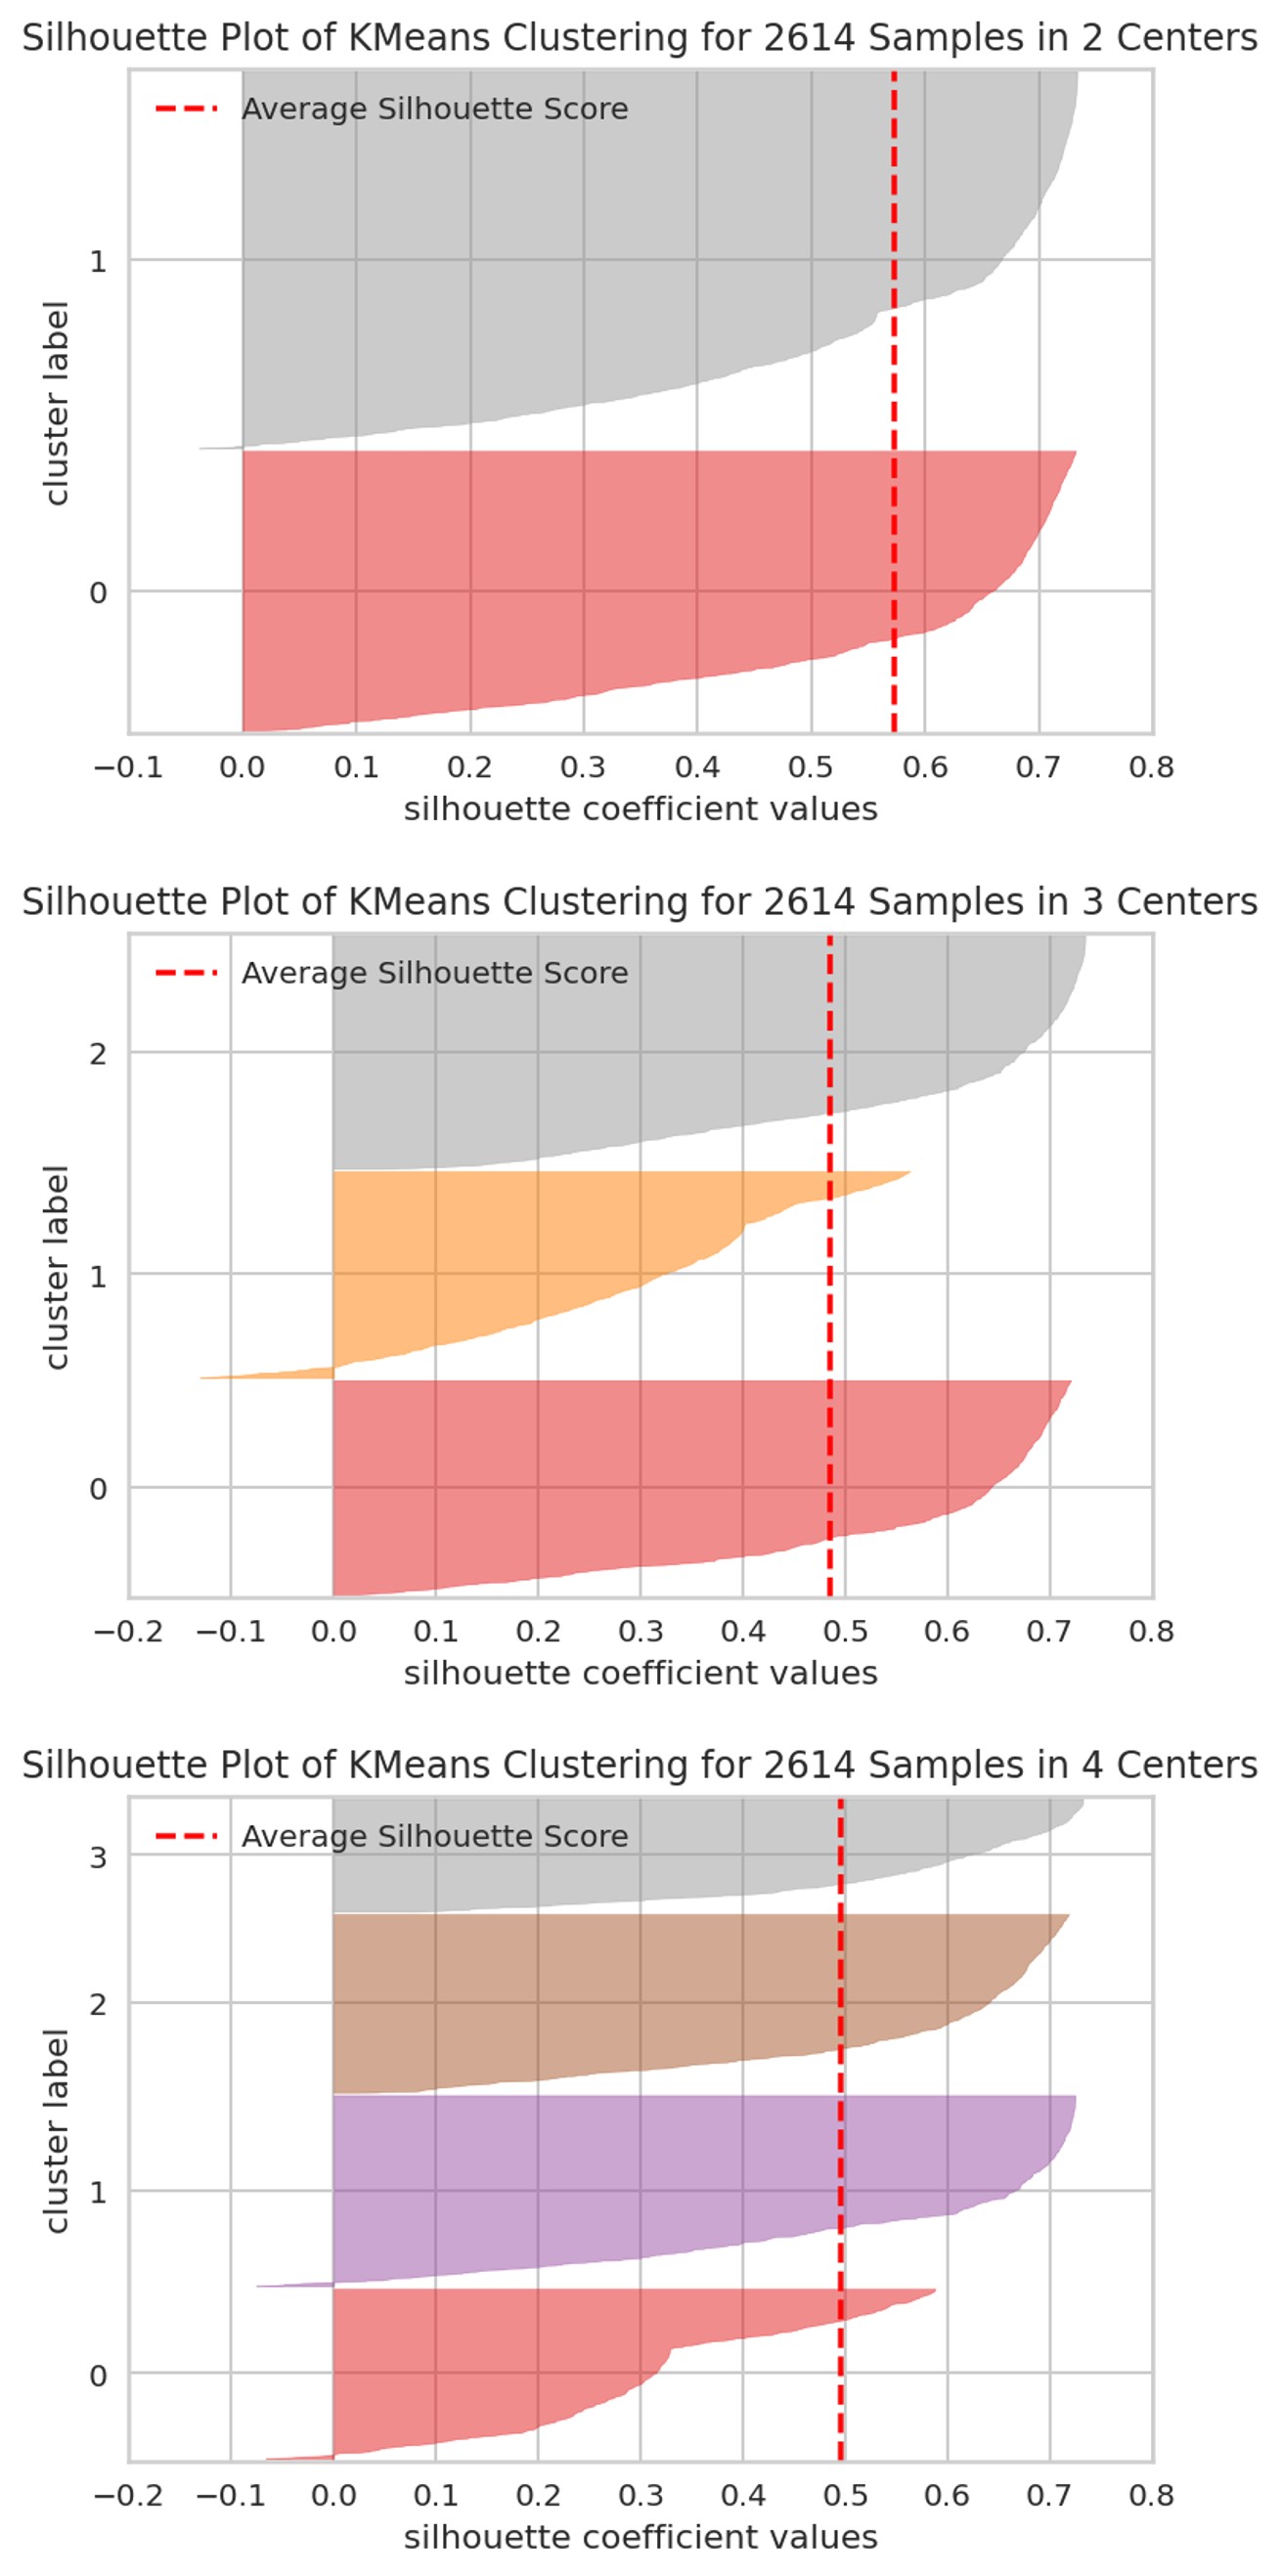 Silhouette Plot of KMeans Clustering for 2614 Samples in 2 Centers
Average Silhouette Score
1
0
cluster label
−0.1 0.0 0.1 0.2 0.3 0.4 0.5 0.6 0.7 0.8
silhouette coefficient values
Silhouette Plot of KMeans Clustering for 2614 Samples in 3 Centers
Average Silhouette Score
2
1
0
cluster label
−0.2 −0.1 0.0 0.1 0.2 0.3 0.4 0.5 0.6 0.7 0.8
silhouette coefficient values
Silhouette Plot of KMeans Clustering for 2614 Samples in 4 Centers
Average Silhouette Score
3
2
1
0
cluster label
−0.2 −0.1 0.0 0.1 0.2 0.3 0.4 0.5 0.6 0.7 0.8
silhouette coefficient values